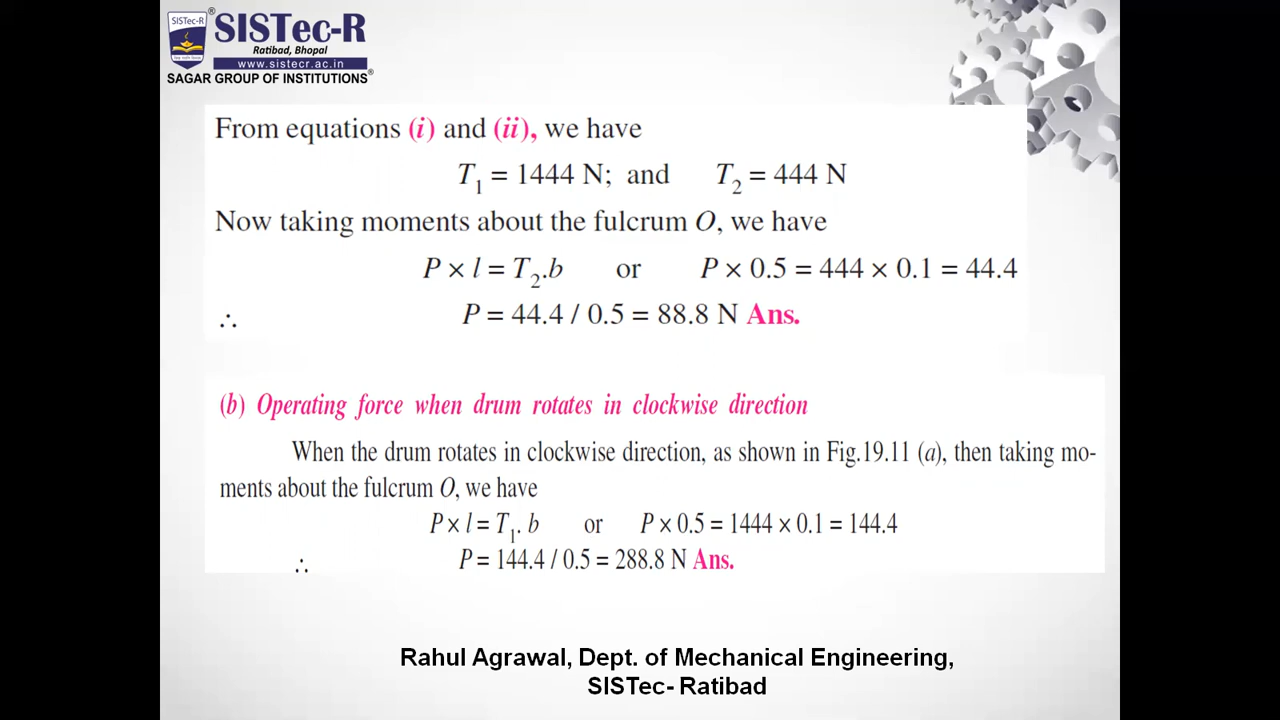 SISTec-R
SISTec-R
Ratibad, Bhopal
www.sistecr.ac.in
SAGAR GROUP OF INSTITUTIONS®
From equations (i) and (ii), we have
T1 = 1444 N; and T2 = 444 N
Now taking moments about the fulcrum O, we have
P × l = T2.b or P × 0.5 = 444 × 0.1 = 44.4
∴ P = 44.4 / 0.5 = 88.8 N Ans.
(b) Operating force when drum rotates in clockwise direction
When the drum rotates in clockwise direction, as shown in Fig.19.11 (a), then taking mo-
ments about the fulcrum O, we have
P × l = T1. b or P × 0.5 = 1444 × 0.1 = 144.4
∴ P = 144.4 / 0.5 = 288.8 N Ans.
Rahul Agrawal, Dept. of Mechanical Engineering,
SISTec- Ratibad